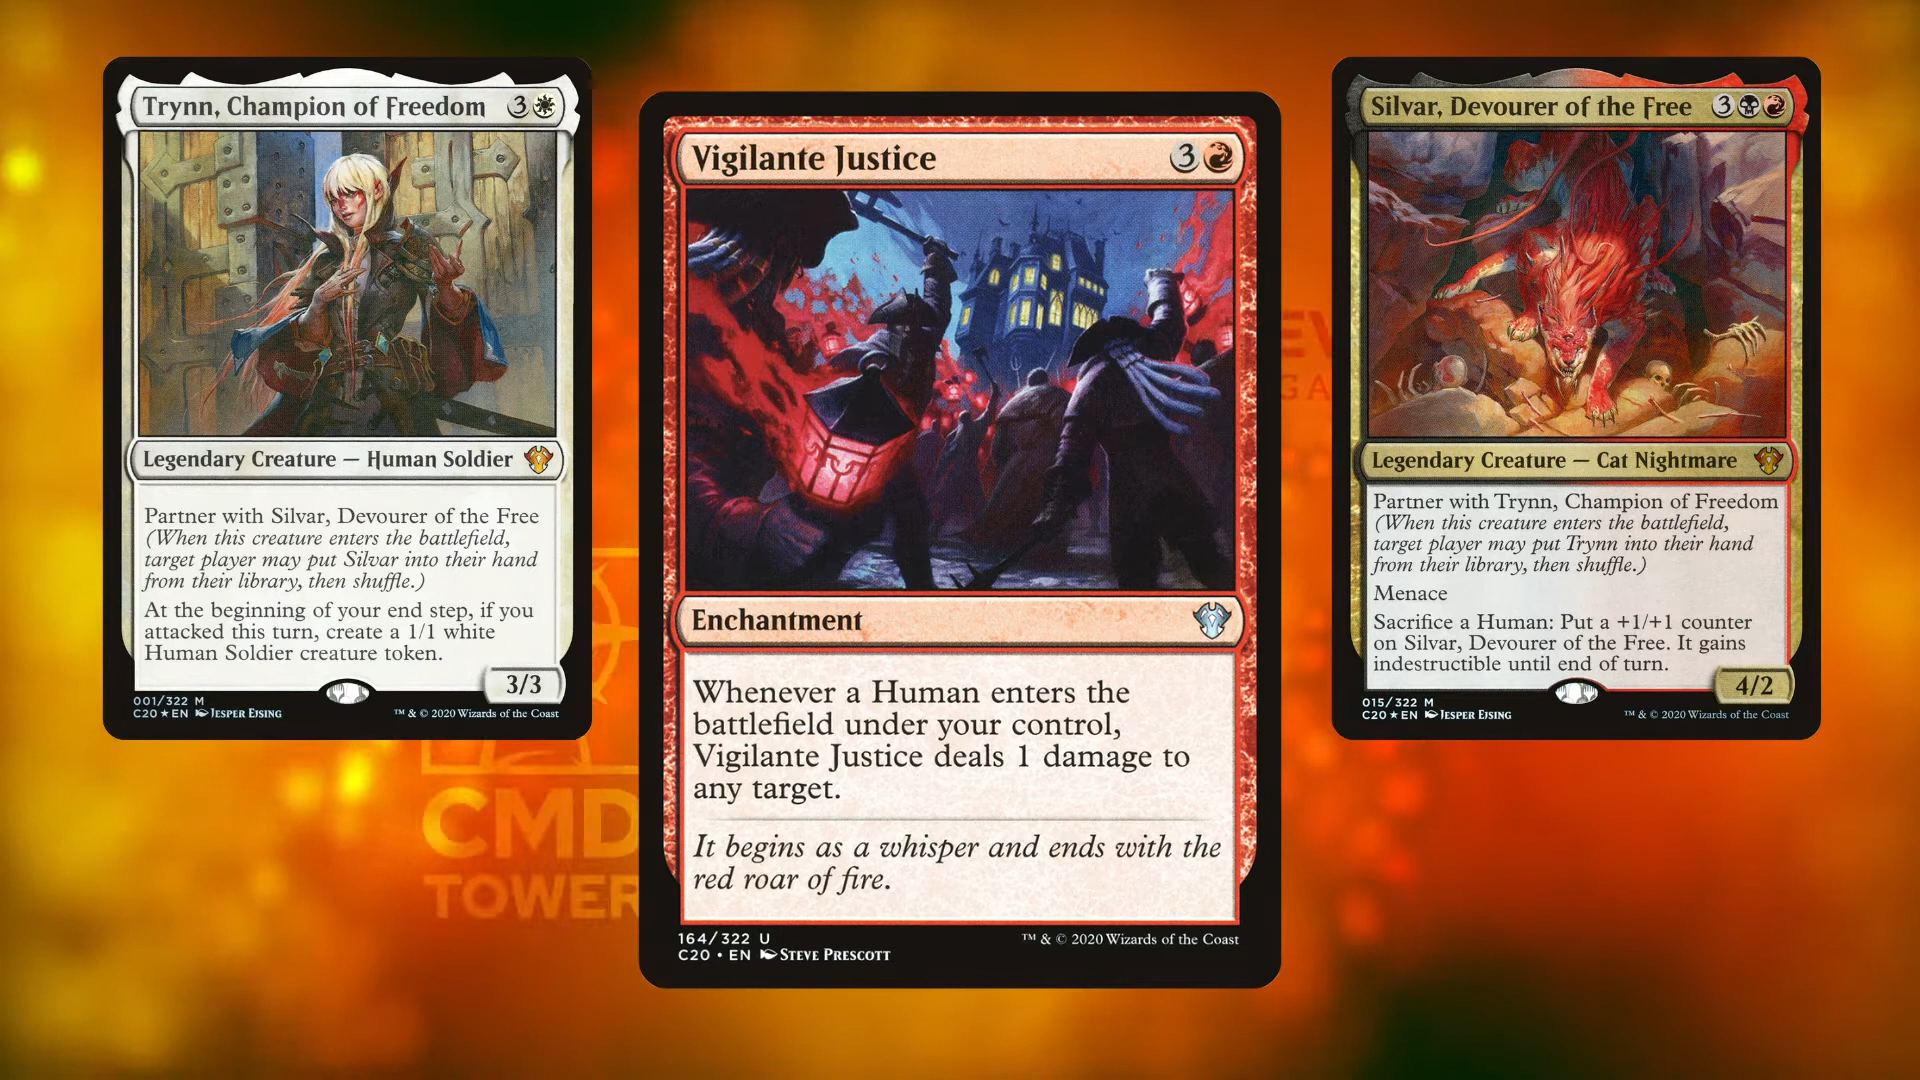 Trynn, Champion of Freedom 3
Legendary Creature — Human Soldier
Partner with Silvar, Devourer of the Free
(When this creature enters the battlefield,
target player may put Silvar into their hand
from their library, then shuffle.)
At the beginning of your end step, if you
attacked this turn, create a 1/1 white
Human Soldier creature token.
3/3
001/322 M
C20★EN JESPER EJSING
™ & © 2020 Wizards of the Coast
Vigilante Justice 3
Enchantment
Whenever a Human enters the
battlefield under your control,
Vigilante Justice deals 1 damage to
any target.
It begins as a whisper and ends with the
red roar of fire.
164/322 U
C20 • EN STEVE PRESCOTT
™ & © 2020 Wizards of the Coast
Silvar, Devourer of the Free 3
Legendary Creature — Cat Nightmare
Partner with Trynn, Champion of Freedom
(When this creature enters the battlefield,
target player may put Trynn into their hand
from their library, then shuffle.)
Menace
Sacrifice a Human: Put a +1/+1 counter
on Silvar, Devourer of the Free. It gains
indestructible until end of turn.
4/2
015/322 M
C20★EN JESPER EJSING
™ & © 2020 Wizards of the Coast
CMD
TOWER